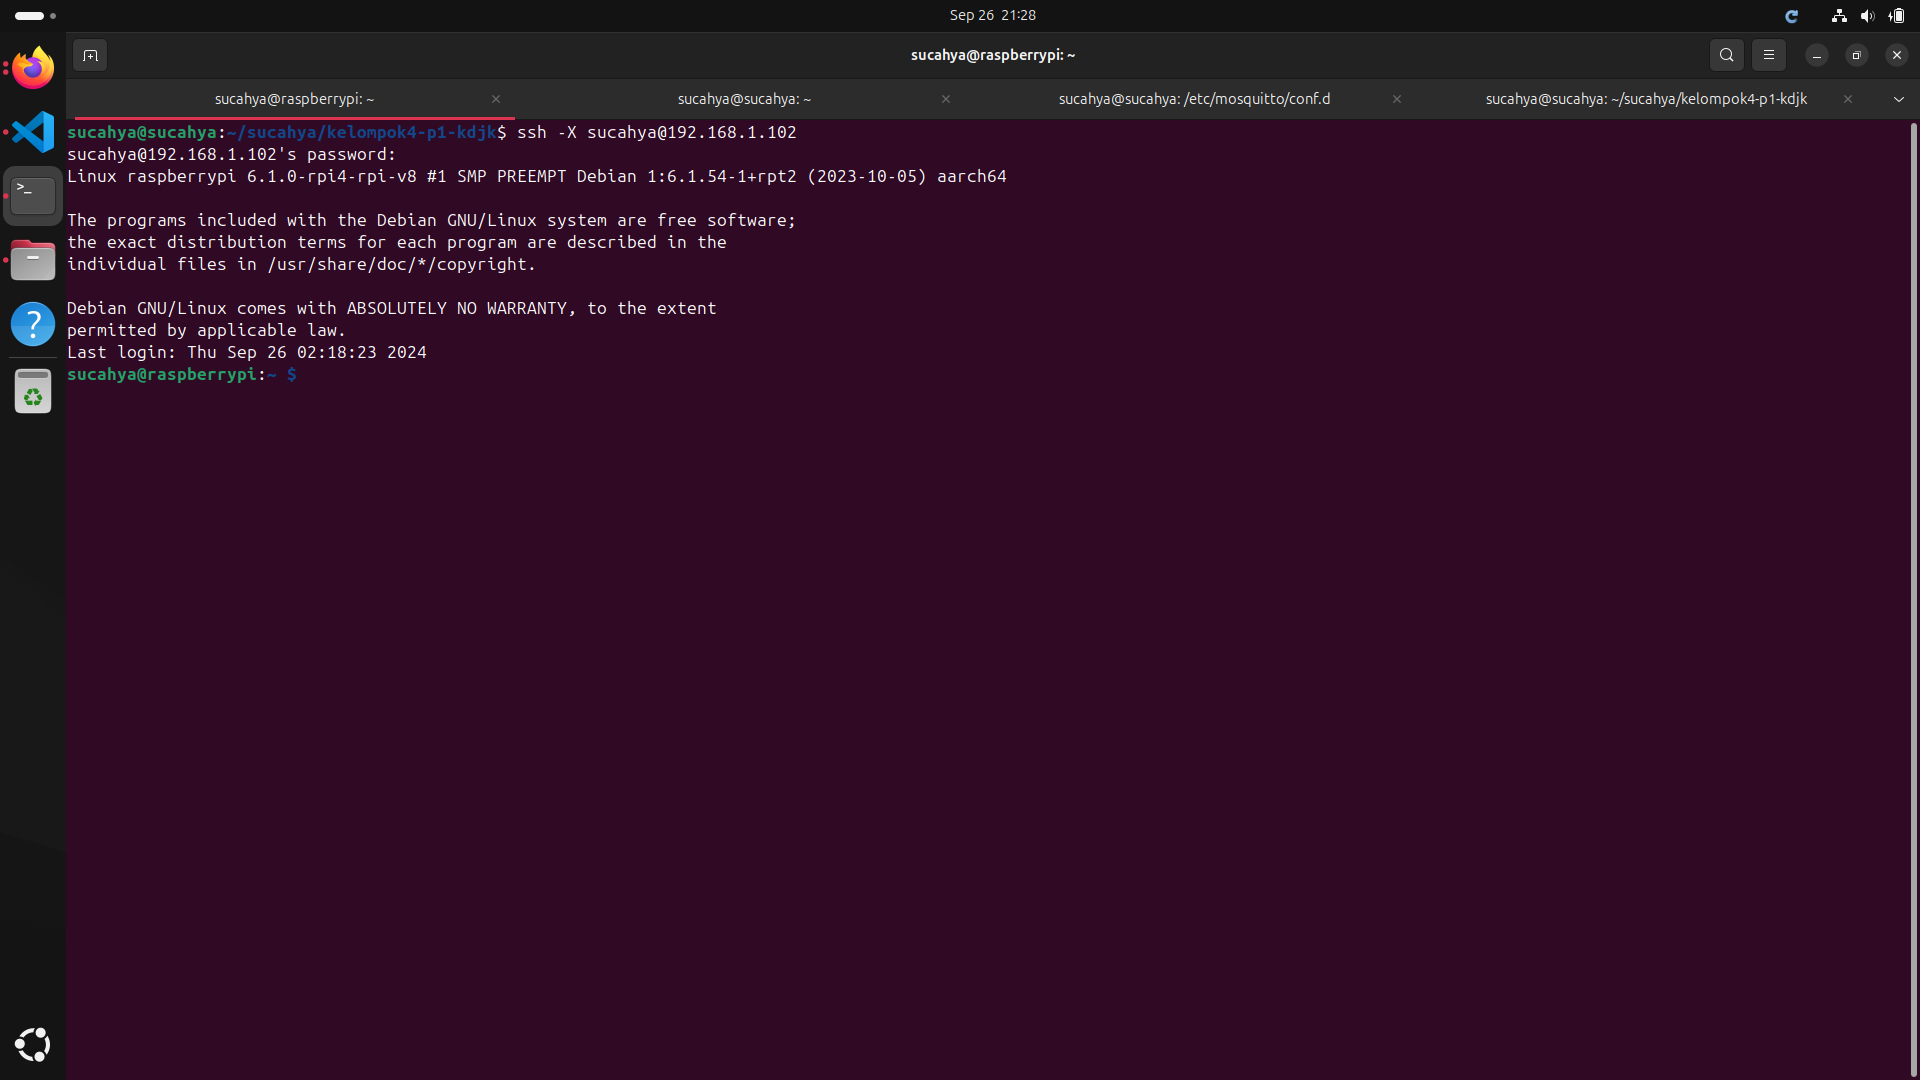 Sep 26 21:28
sucahya@raspberrypi: ~
sucahya@raspberrypi: ~
sucahya@sucahya: ~
sucahya@sucahya: /etc/mosquitto/conf.d
sucahya@sucahya: ~/sucahya/kelompok4-p1-kdjk
sucahya@sucahya:~/sucahya/kelompok4-p1-kdjk$ ssh -X sucahya@192.168.1.102
sucahya@192.168.1.102's password:
Linux raspberrypi 6.1.0-rpi4-rpi-v8 #1 SMP PREEMPT Debian 1:6.1.54-1+rpt2 (2023-10-05) aarch64
The programs included with the Debian GNU/Linux system are free software;
the exact distribution terms for each program are described in the
individual files in /usr/share/doc/*/copyright.
Debian GNU/Linux comes with ABSOLUTELY NO WARRANTY, to the extent
permitted by applicable law.
Last login: Thu Sep 26 02:18:23 2024
sucahya@raspberrypi:~ $